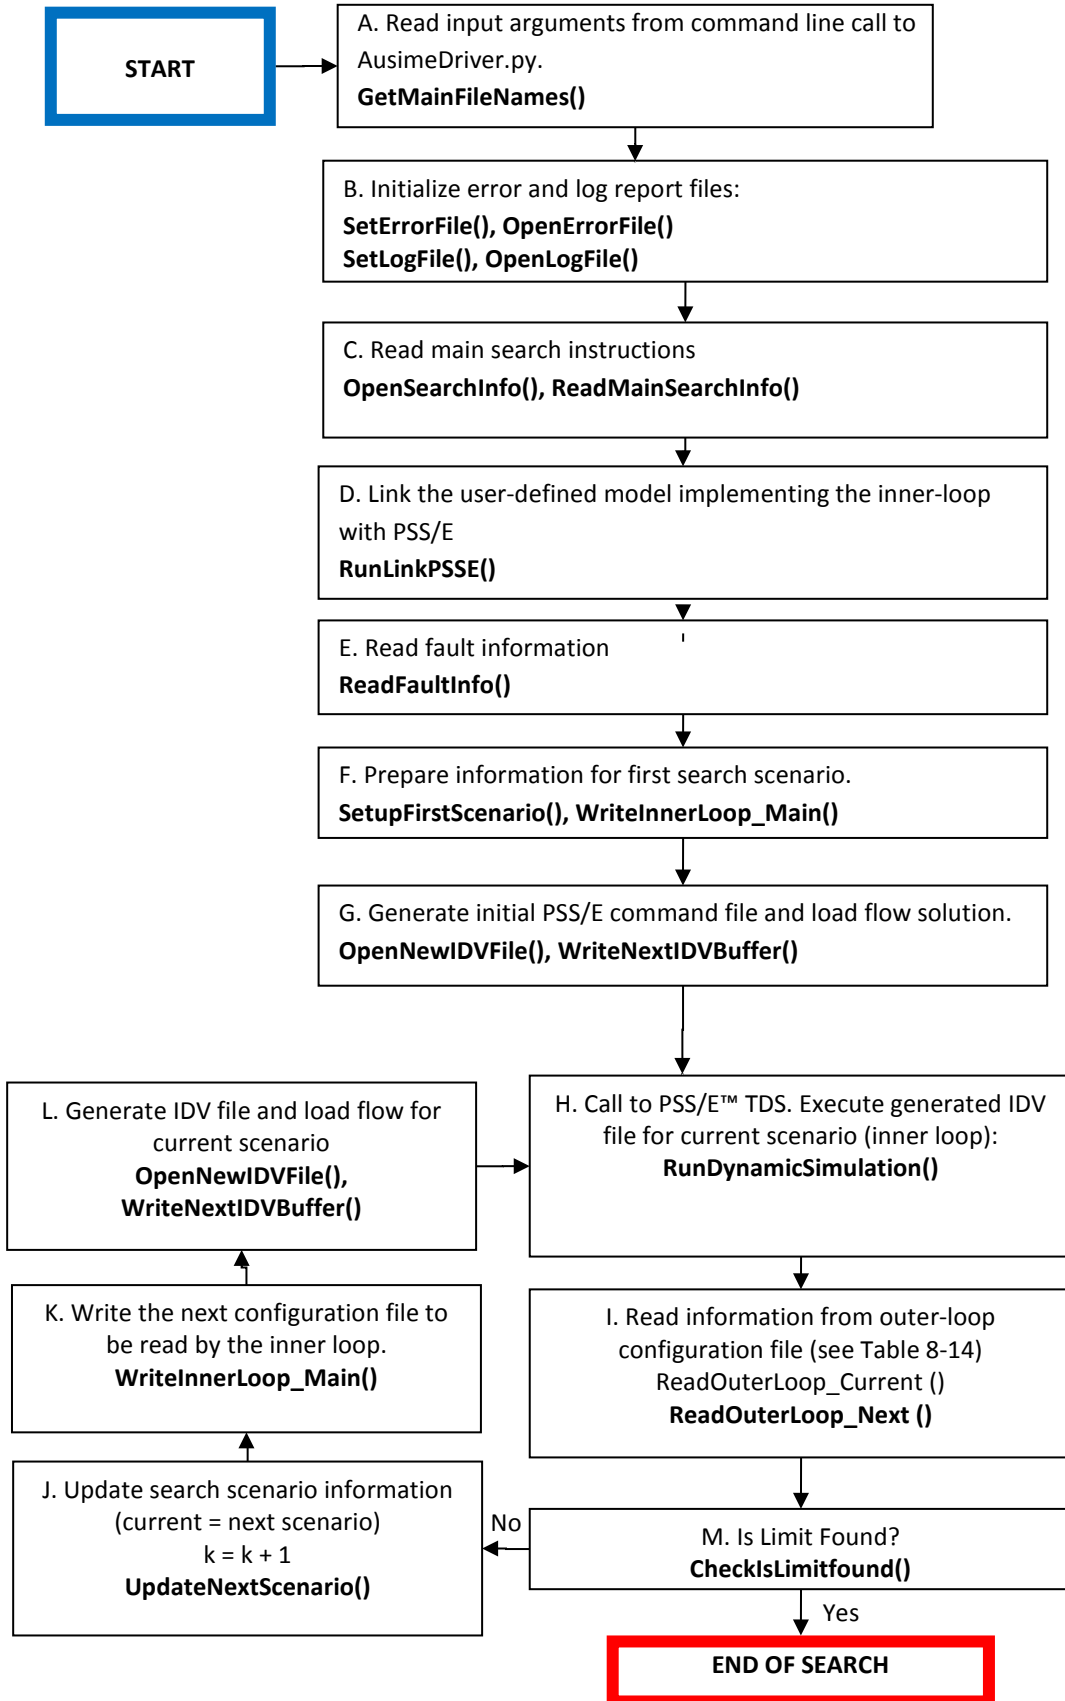 START
A. Read input arguments from command line call to
AusimeDriver.py.
GetMainFileNames()
B. Initialize error and log report files:
SetErrorFile(), OpenErrorFile()
SetLogFile(), OpenLogFile()
C. Read main search instructions
OpenSearchInfo(), ReadMainSearchInfo()
D. Link the user-defined model implementing the inner-loop
with PSS/E
RunLinkPSSE()
E. Read fault information
ReadFaultInfo()
F. Prepare information for first search scenario.
SetupFirstScenario(), WriteInnerLoop_Main()
G. Generate initial PSS/E command file and load flow solution.
OpenNewIDVFile(), WriteNextIDVBuffer()
H. Call to PSS/E™ TDS. Execute generated IDV
file for current scenario (inner loop):
RunDynamicSimulation()
I. Read information from outer-loop
configuration file (see Table 8-14)
ReadOuterLoop_Current ()
ReadOuterLoop_Next ()
M. Is Limit Found?
CheckIsLimitfound()
No
Yes
J. Update search scenario information
(current = next scenario)
k = k + 1
UpdateNextScenario()
K. Write the next configuration file to
be read by the inner loop.
WriteInnerLoop_Main()
L. Generate IDV file and load flow for
current scenario
OpenNewIDVFile(),
WriteNextIDVBuffer()
END OF SEARCH